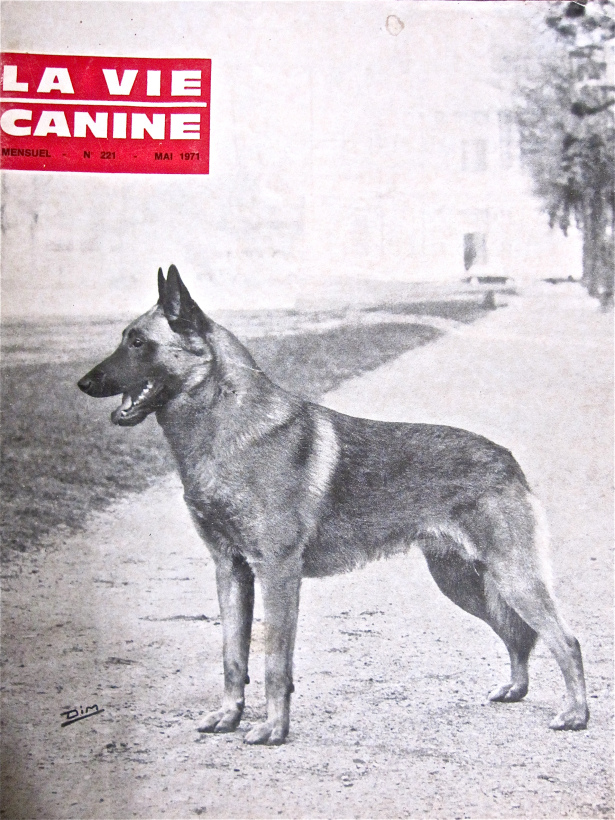 LA VIE
CANINE
MENSUEL - N° 221 - MAI 1971
DiM